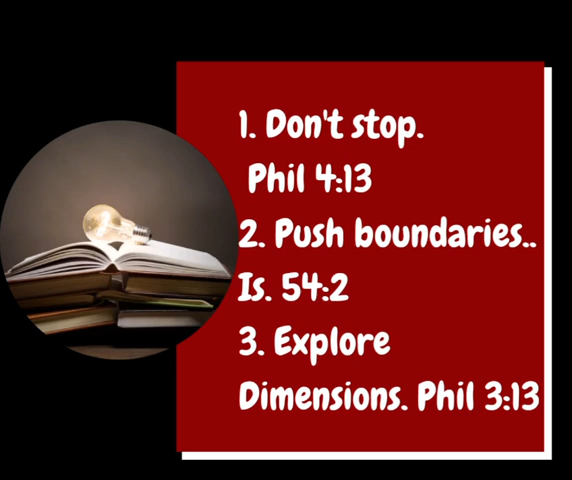 1. Don't stop.
Phil 4:13
2. Push boundaries..
Is. 54:2
3. Explore
Dimensions. Phil 3:13